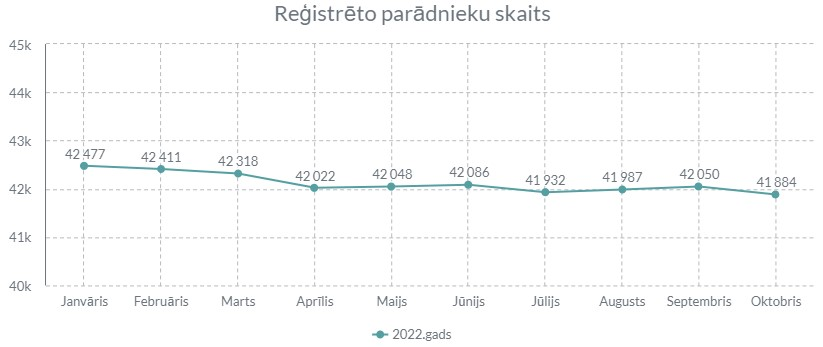 Reģistrēto parādnieku skaits
45k
44k
43k
42k
41k
40k
42 477
42 411
42 318
42 022
42 048
42 086
41 932
41 987
42 050
41 884
Janvāris Februāris Marts Aprīlis Maijs Jūnijs Jūlijs Augusts Septembris Oktobris
2022.gads